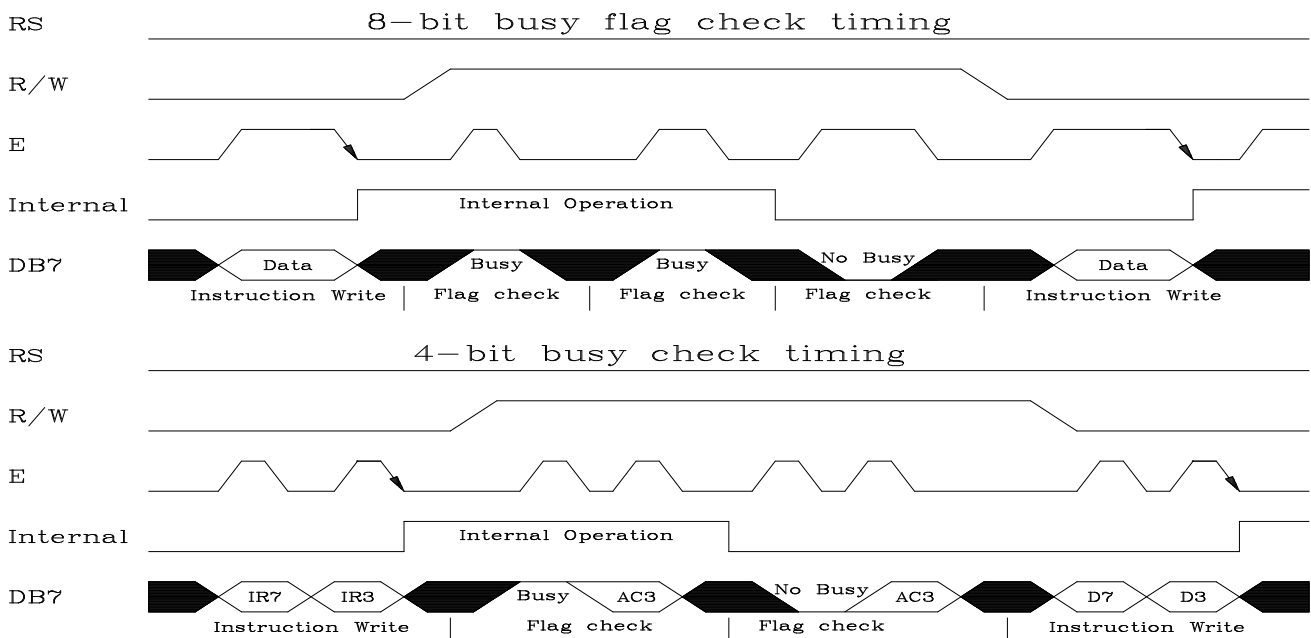 RS 8-bit busy flag check timing
R/W
E
Internal Internal Operation
DB7 Data Busy Busy No Busy Data
Instruction Write Flag check Flag check Flag check Instruction Write
RS 4-bit busy check timing
R/W
E
Internal Internal Operation
DB7 IR7 IR3 Busy AC3 No Busy AC3 D7 D3
Instruction Write Flag check Flag check Instruction Write